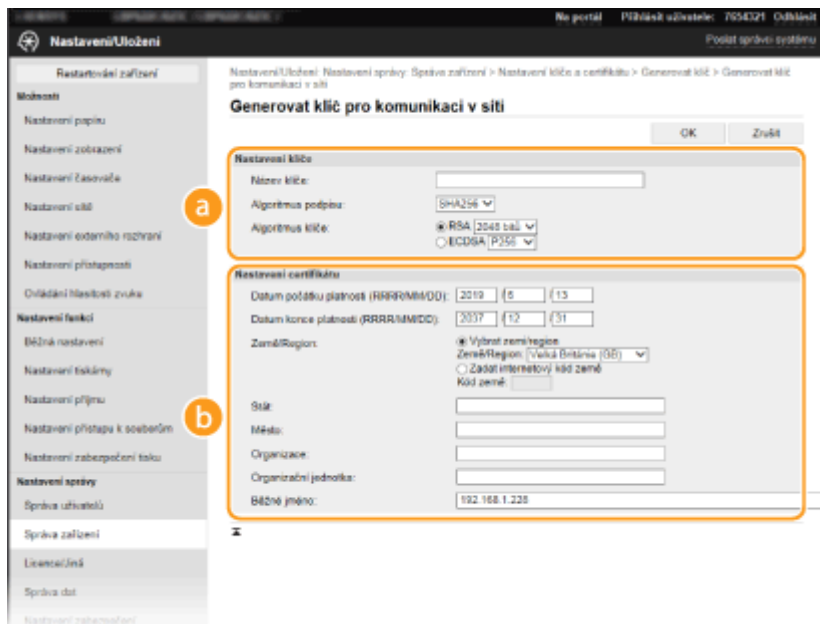 Na portál Přihlásit uživatele: 7654321 Odhlásit
Nastavení/Uložení
Poslat správci systému
Restartování zařízení
Možnosti
Nastavení papíru
Nastavení zobrazení
Nastavení časovače
Nastavení sítě
Nastavení externího rozhraní
Nastavení přístupnosti
Ovládání hlasitosti zvuku
Nastavení funkcí
Běžná nastavení
Nastavení tiskárny
Nastavení příjmu
Nastavení přístupu k souborům
Nastavení zabezpečení tisku
Nastavení správy
Správa uživatelů
Správa zařízení
Licence/Jiná
Správa dat
Nastavení zabezpečení
Nastavení/Uložení: Nastavení správy: Správa zařízení > Nastavení klíče a certifikátu > Generovat klíč > Generovat klíč
pro komunikaci v síti
Generovat klíč pro komunikaci v síti
OK Zrušit
a
Nastavení klíče
Název klíče:
Algoritmus podpisu: SHA256
Algoritmus klíče: RSA 2048 bitů
ECDSA P256
b
Nastavení certifikátu
Datum počátku platnosti (RRRR/MM/DD): 2019 / 6 / 13
Datum konce platnosti (RRRR/MM/DD): 2037 / 12 / 31
Země/Region: Vybrat zemi/region
Země/Region: Velká Británie (GB)
Zadat internetový kód země
Kód země:
Stát:
Město:
Organizace:
Organizační jednotka:
Běžné jméno: 192.168.1.228